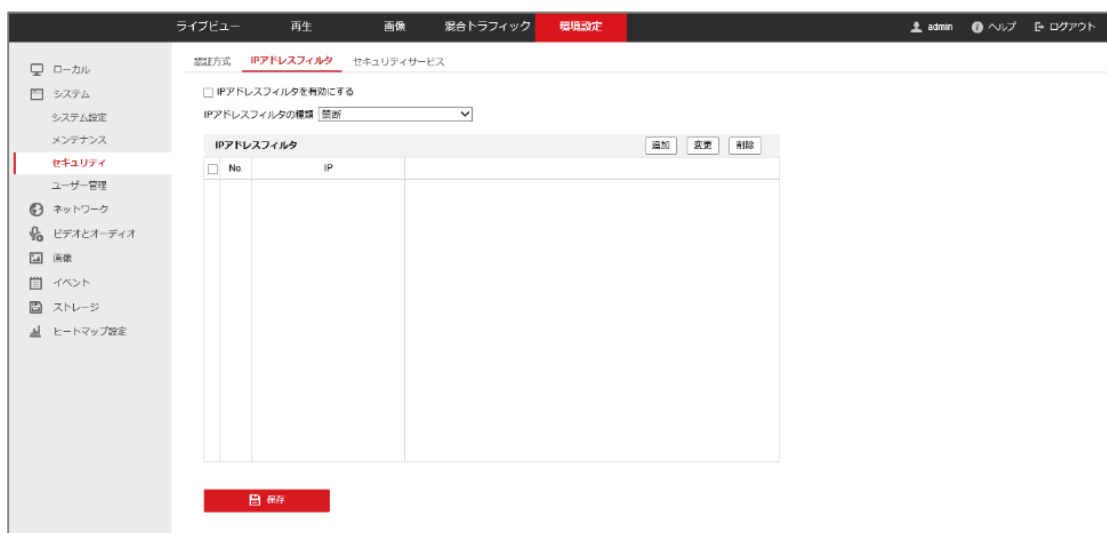 ライブビュー 再生 画像 混合トラフィック 環境設定 admin ヘルプ ログアウト
認証方式 IPアドレスフィルタ セキュリティサービス
ローカル
システム
システム設定
メンテナンス
セキュリティ
ユーザー管理
ネットワーク
ビデオとオーディオ
画像
イベント
ストレージ
ヒートマップ設定
IPアドレスフィルタを有効にする
IPアドレスフィルタの種類 禁断
IPアドレスフィルタ 追加 変更 削除
No. IP
保存